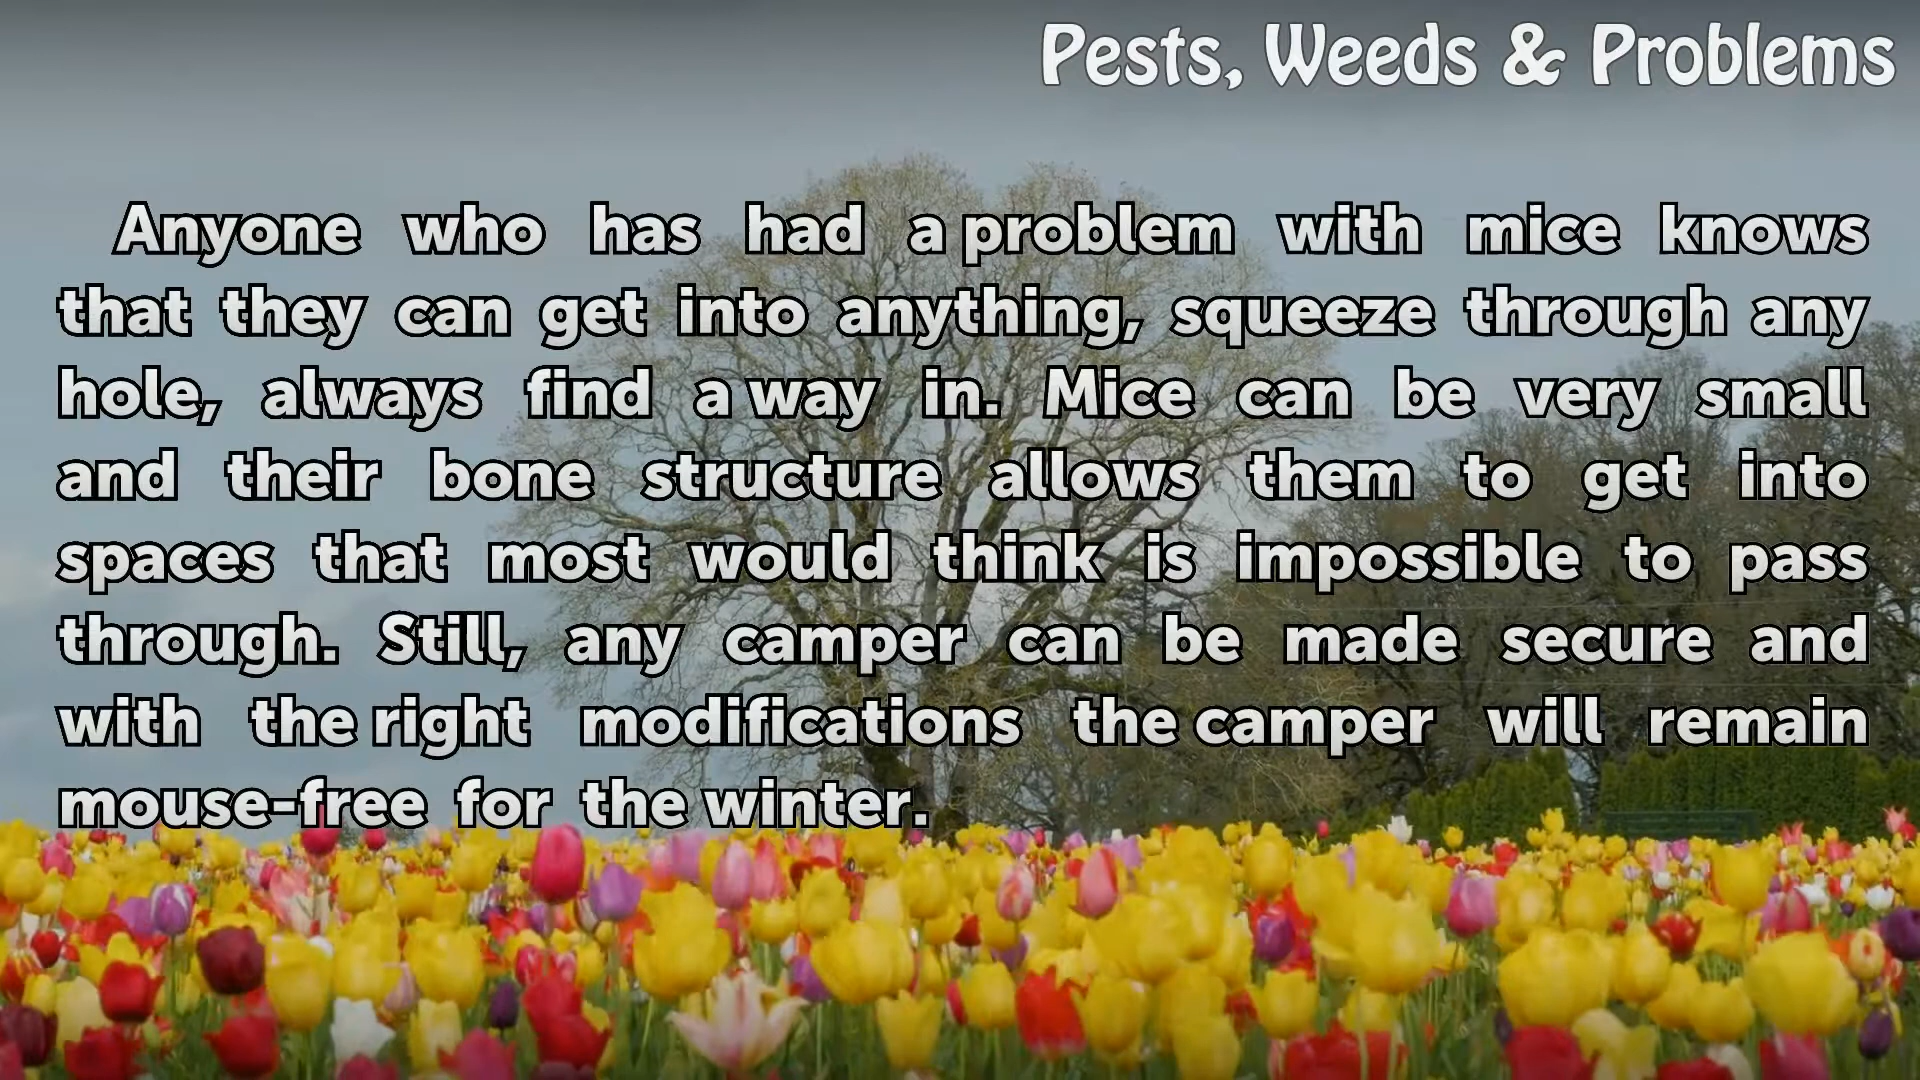 Pests, Weeds & Problems
Anyone who has had a problem with mice knows
that they can get into anything, squeeze through any
hole, always find a way in. Mice can be very small
and their bone structure allows them to get into
spaces that most would think is impossible to pass
through. Still, any camper can be made secure and
with the right modifications the camper will remain
mouse-free for the winter.